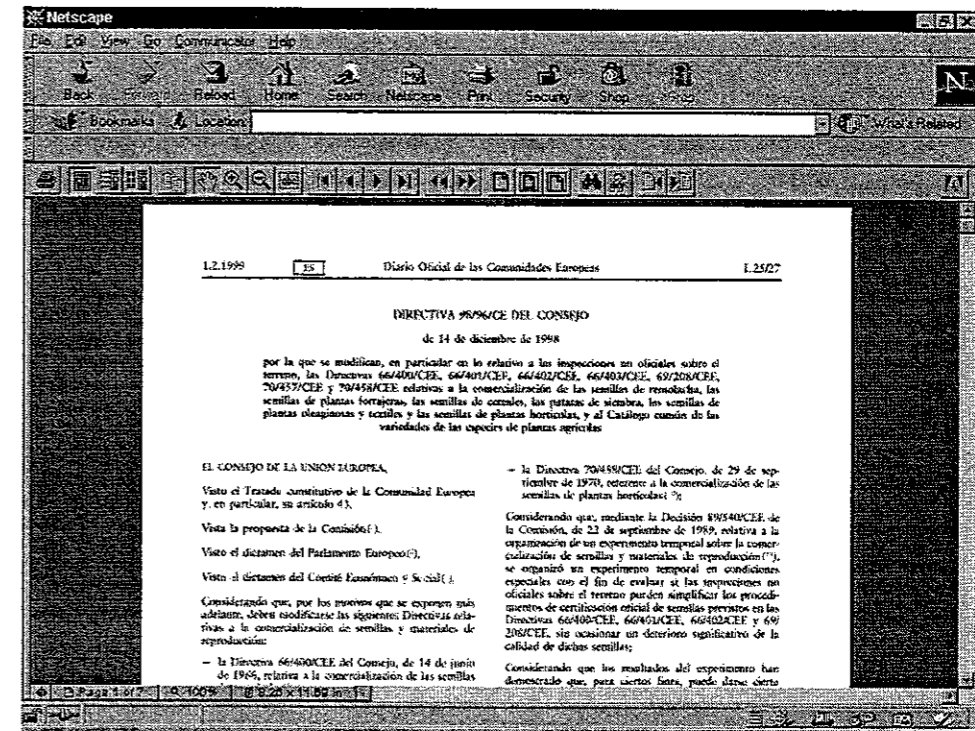 Netscape
File Edit View Go Communicator Help
Back Forward Reload Home Search Netscape Print Security Shop Stop
Bookmarks Location: What's Related
1.2.1999 ES Diario Oficial de las Comunidades Europeas L 25/27
DIRECTIVA 98/96/CE DEL CONSEJO
de 14 de diciembre de 1998
por la que se modifican, en particular en lo relativo a las inspecciones no oficiales sobre el
terreno, las Directivas 66/400/CEE, 66/401/CEE, 66/402/CEE, 66/403/CEE, 69/208/CEE,
70/457/CEE y 70/458/CEE relativas a la comercialización de las semillas de remolacha, las
semillas de plantas forrajeras, las semillas de cereales, las patatas de siembra, las semillas de
plantas oleaginosas y textiles y las semillas de plantas hortícolas, y al Catálogo común de las
variedades de las especies de plantas agrícolas
EL CONSEJO DE LA UNIÓN EUROPEA,
Visto el Tratado constitutivo de la Comunidad Europea
y, en particular, su artículo 43,
Vista la propuesta de la Comisión( ),
Visto el dictamen del Parlamento Europeo( ),
Visto el dictamen del Comité Económico y Social( ),
Considerando que, por los motivos que se exponen más
adelante, deben modificarse las siguientes Directivas rela-
tivas a la comercialización de semillas y materiales de
reproducción:
– la Directiva 66/400/CEE del Consejo, de 14 de junio
de 1966, relativa a la comercialización de las semillas
– la Directiva 70/458/CEE del Consejo, de 29 de sep-
tiembre de 1970, referente a la comercialización de las
semillas de plantas hortícolas( );
Considerando que, mediante la Decisión 89/540/CEE de
la Comisión, de 22 de septiembre de 1989, relativa a la
organización de un experimento temporal sobre la comer-
cialización de semillas y materiales de reproducción( ),
se organizó un experimento temporal en condiciones
especiales con el fin de evaluar si las inspecciones no
oficiales sobre el terreno pueden simplificar los procedi-
mientos de certificación oficial de semillas previstos en las
Directivas 66/400/CEE, 66/401/CEE, 66/402/CEE y 69/
208/CEE, sin ocasionar un deterioro significativo de la
calidad de dichas semillas;
Considerando que los resultados del experimento han
demostrado que, para ciertos fines, puede darse cierta
Page 1 of 7 100% 8.26 x 11.69 in